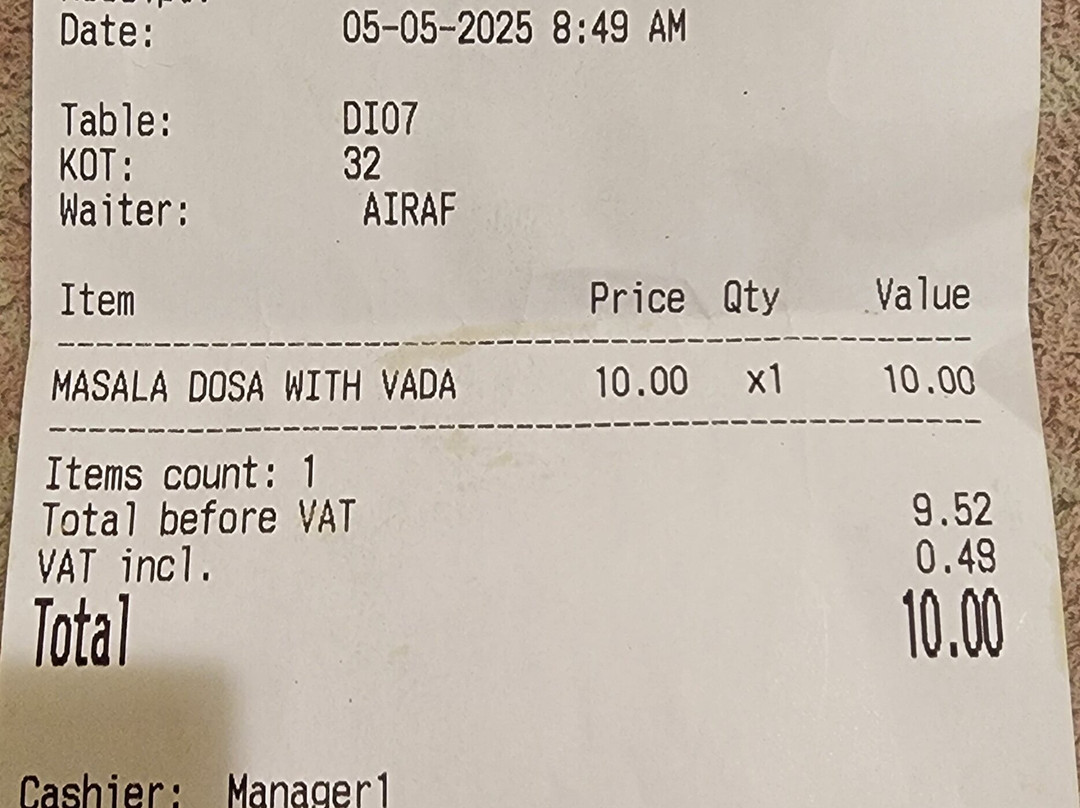 Date: 05-05-2025 8:49 AM
Table: DI07
KOT: 32
Waiter: AIRAF
Item Price Qty Value
MASALA DOSA WITH VADA 10.00 x1 10.00
Items count: 1
Total before VAT 9.52
VAT incl. 0.48
Total 10.00
Cashier: Manager1